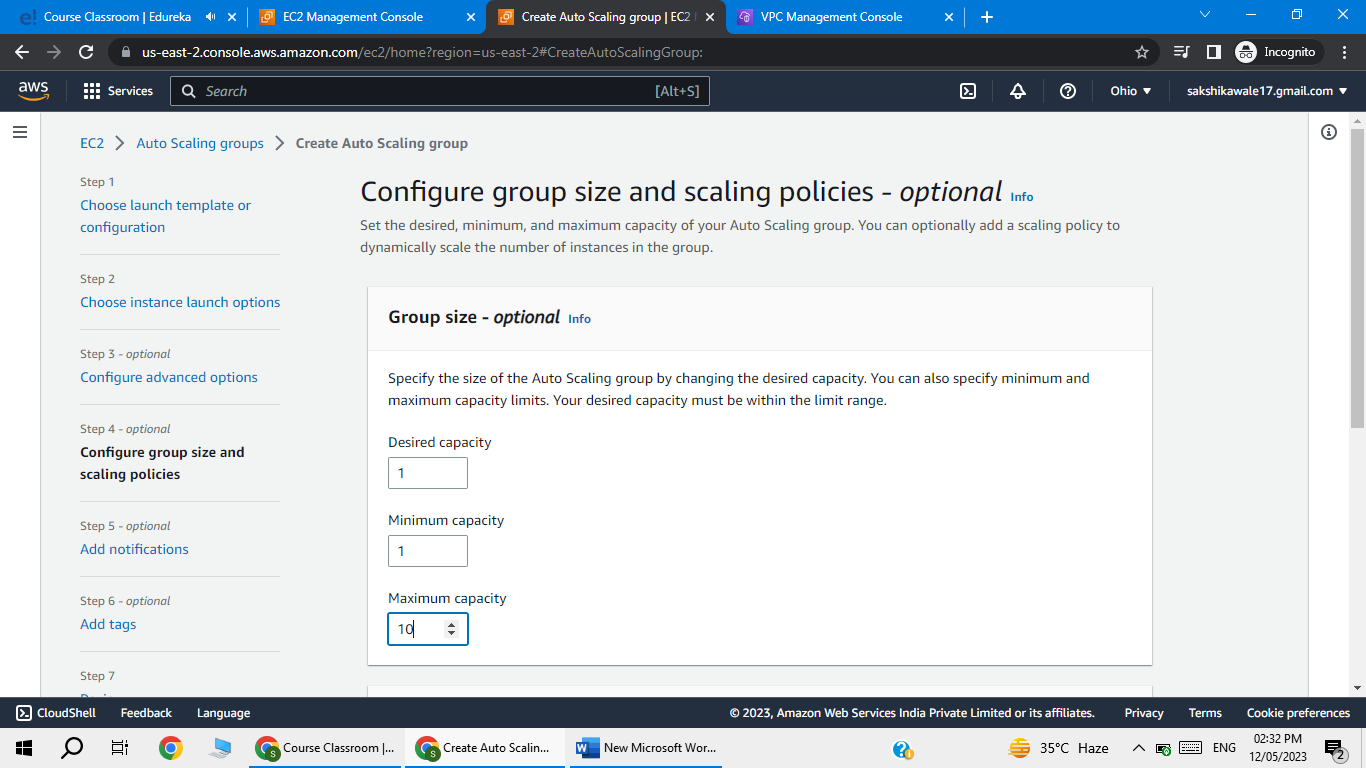 Course Classroom | Edureka
EC2 Management Console
Create Auto Scaling group | EC2
VPC Management Console
us-east-2.console.aws.amazon.com/ec2/home?region=us-east-2#CreateAutoScalingGroup:
Incognito
aws
Services
Search
[Alt+S]
Ohio
sakshikawale17.gmail.com
EC2
Auto Scaling groups
Create Auto Scaling group
Step 1
Choose launch template or
configuration
Step 2
Choose instance launch options
Step 3 - optional
Configure advanced options
Step 4 - optional
Configure group size and
scaling policies
Step 5 - optional
Add notifications
Step 6 - optional
Add tags
Step 7
Configure group size and scaling policies - optional Info
Set the desired, minimum, and maximum capacity of your Auto Scaling group. You can optionally add a scaling policy to
dynamically scale the number of instances in the group.
Group size - optional Info
Specify the size of the Auto Scaling group by changing the desired capacity. You can also specify minimum and
maximum capacity limits. Your desired capacity must be within the limit range.
Desired capacity
1
Minimum capacity
1
Maximum capacity
10
CloudShell
Feedback
Language
© 2023, Amazon Web Services India Private Limited or its affiliates.
Privacy
Terms
Cookie preferences
Course Classroom |...
Create Auto Scalin...
New Microsoft Wor...
35°C Haze
ENG
02:32 PM
12/05/2023
2